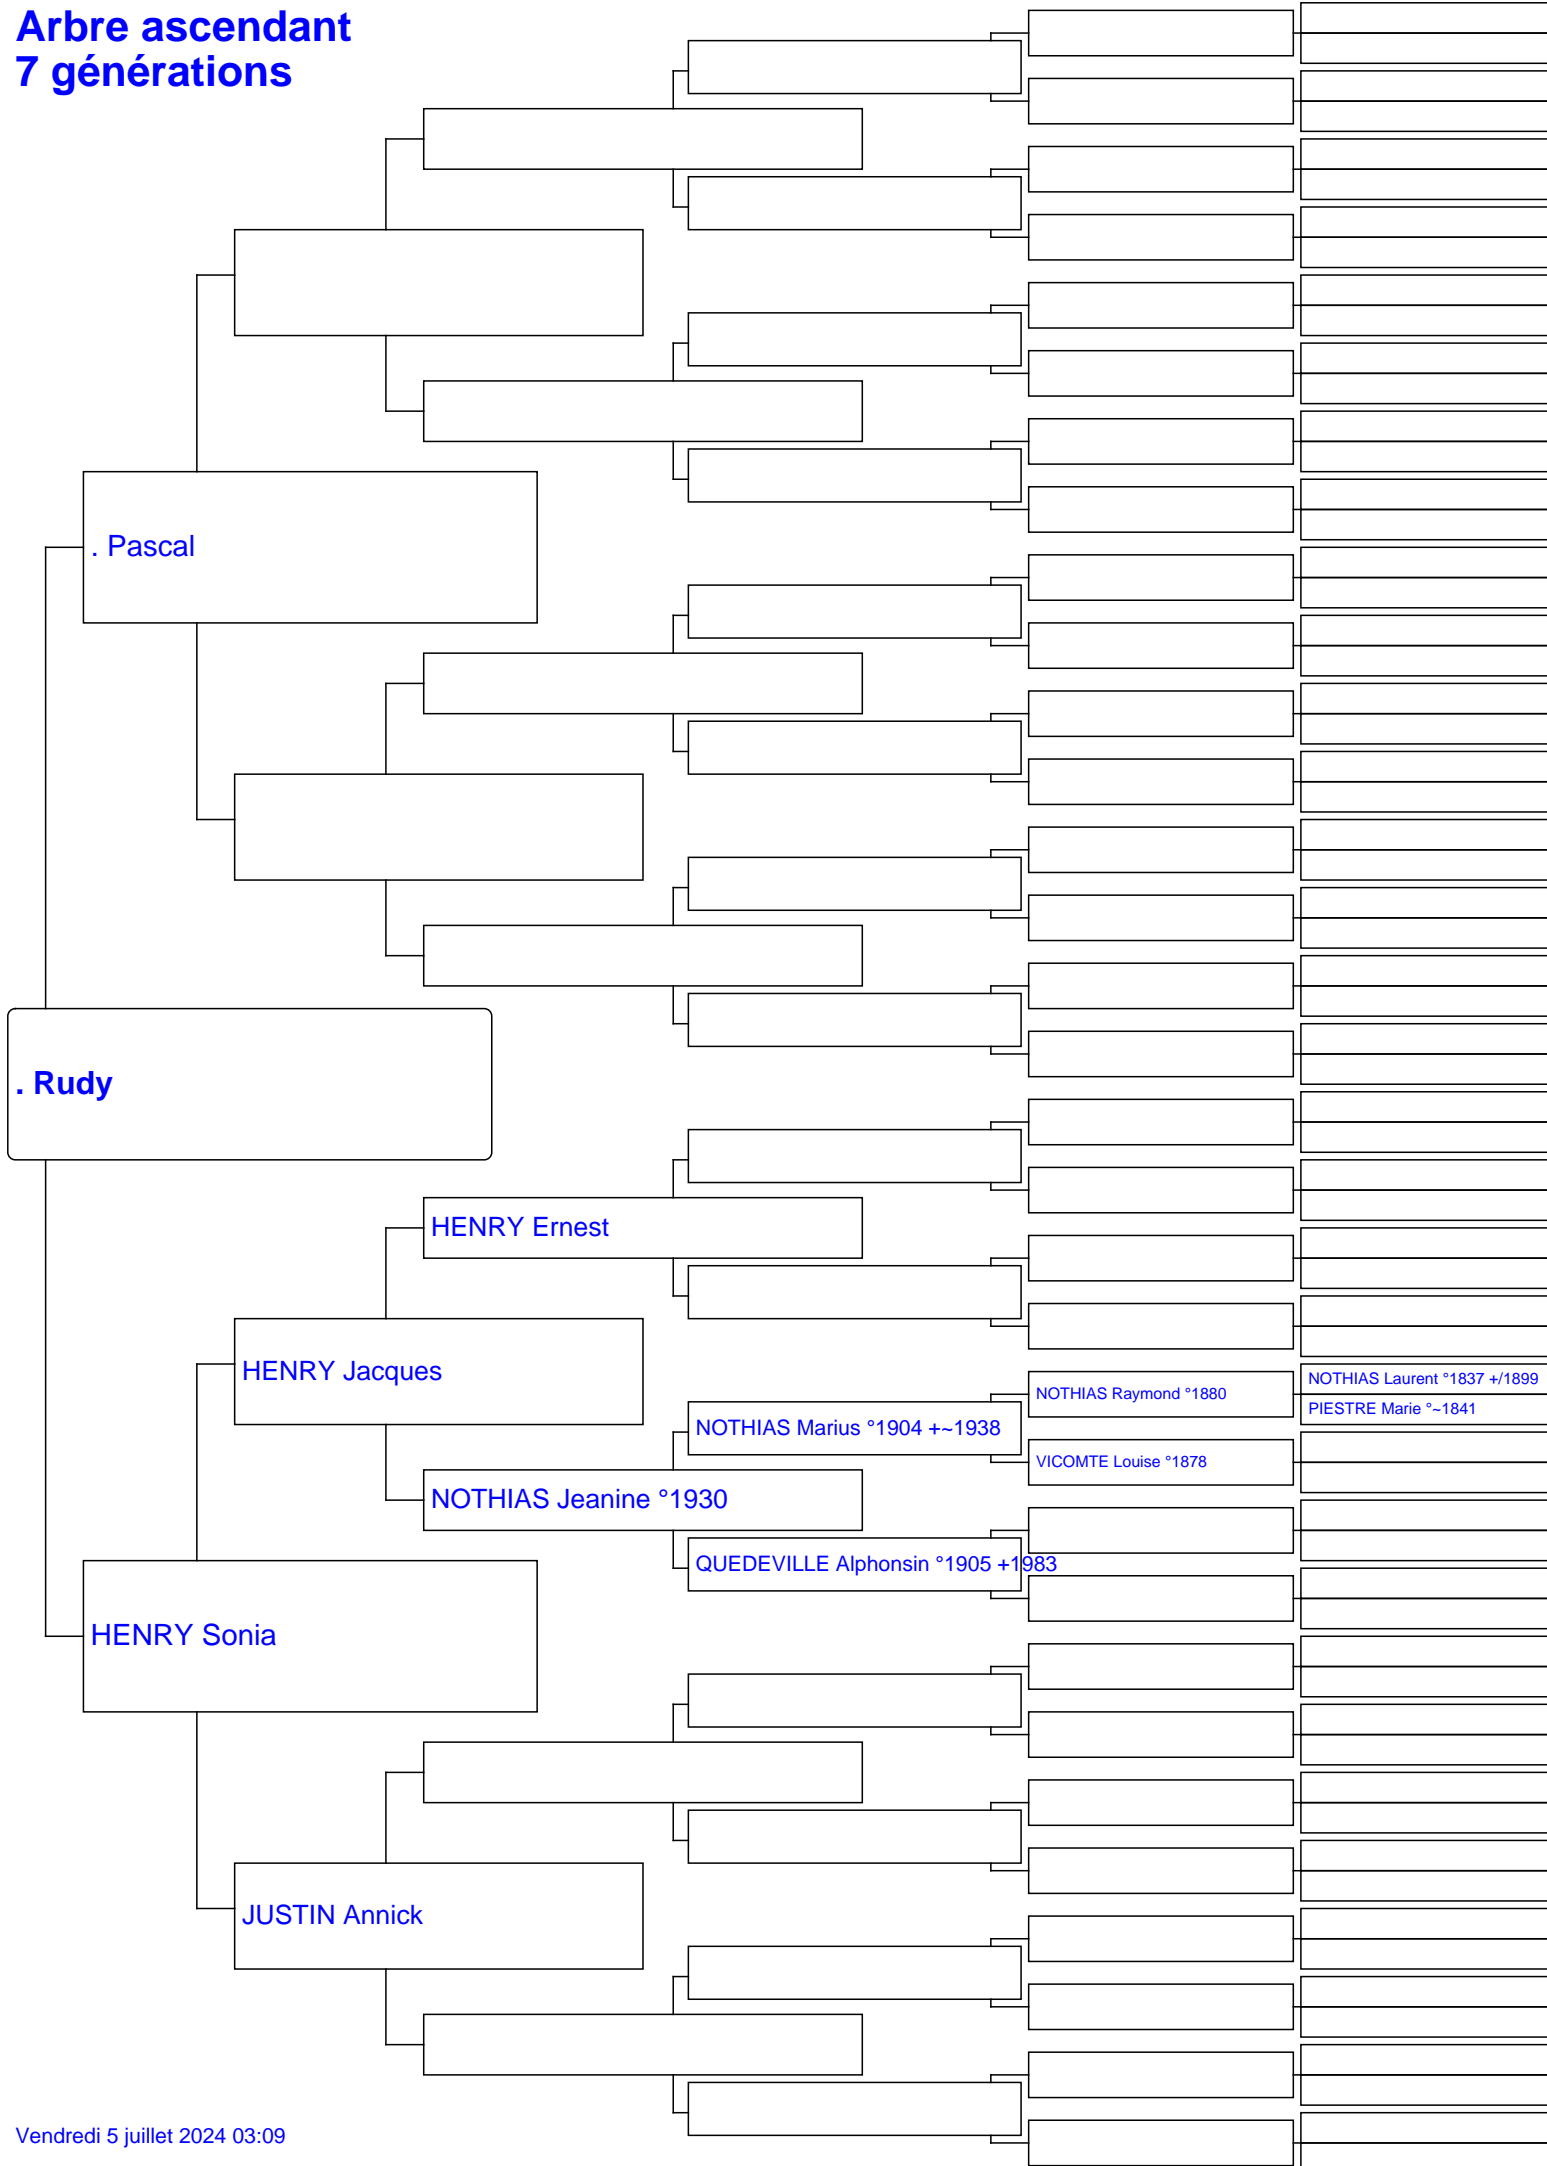 Arbre ascendant
7 générations
. Pascal
. Rudy
HENRY Ernest
HENRY Jacques
NOTHIAS Laurent °1837 +/1899
NOTHIAS Raymond °1880
PIESTRE Marie °~1841
NOTHIAS Marius °1904 +~1938
VICOMTE Louise °1878
NOTHIAS Jeanine °1930
QUEDEVILLE Alphonsin °1905 +1983
HENRY Sonia
JUSTIN Annick
Vendredi 5 juillet 2024 03:09